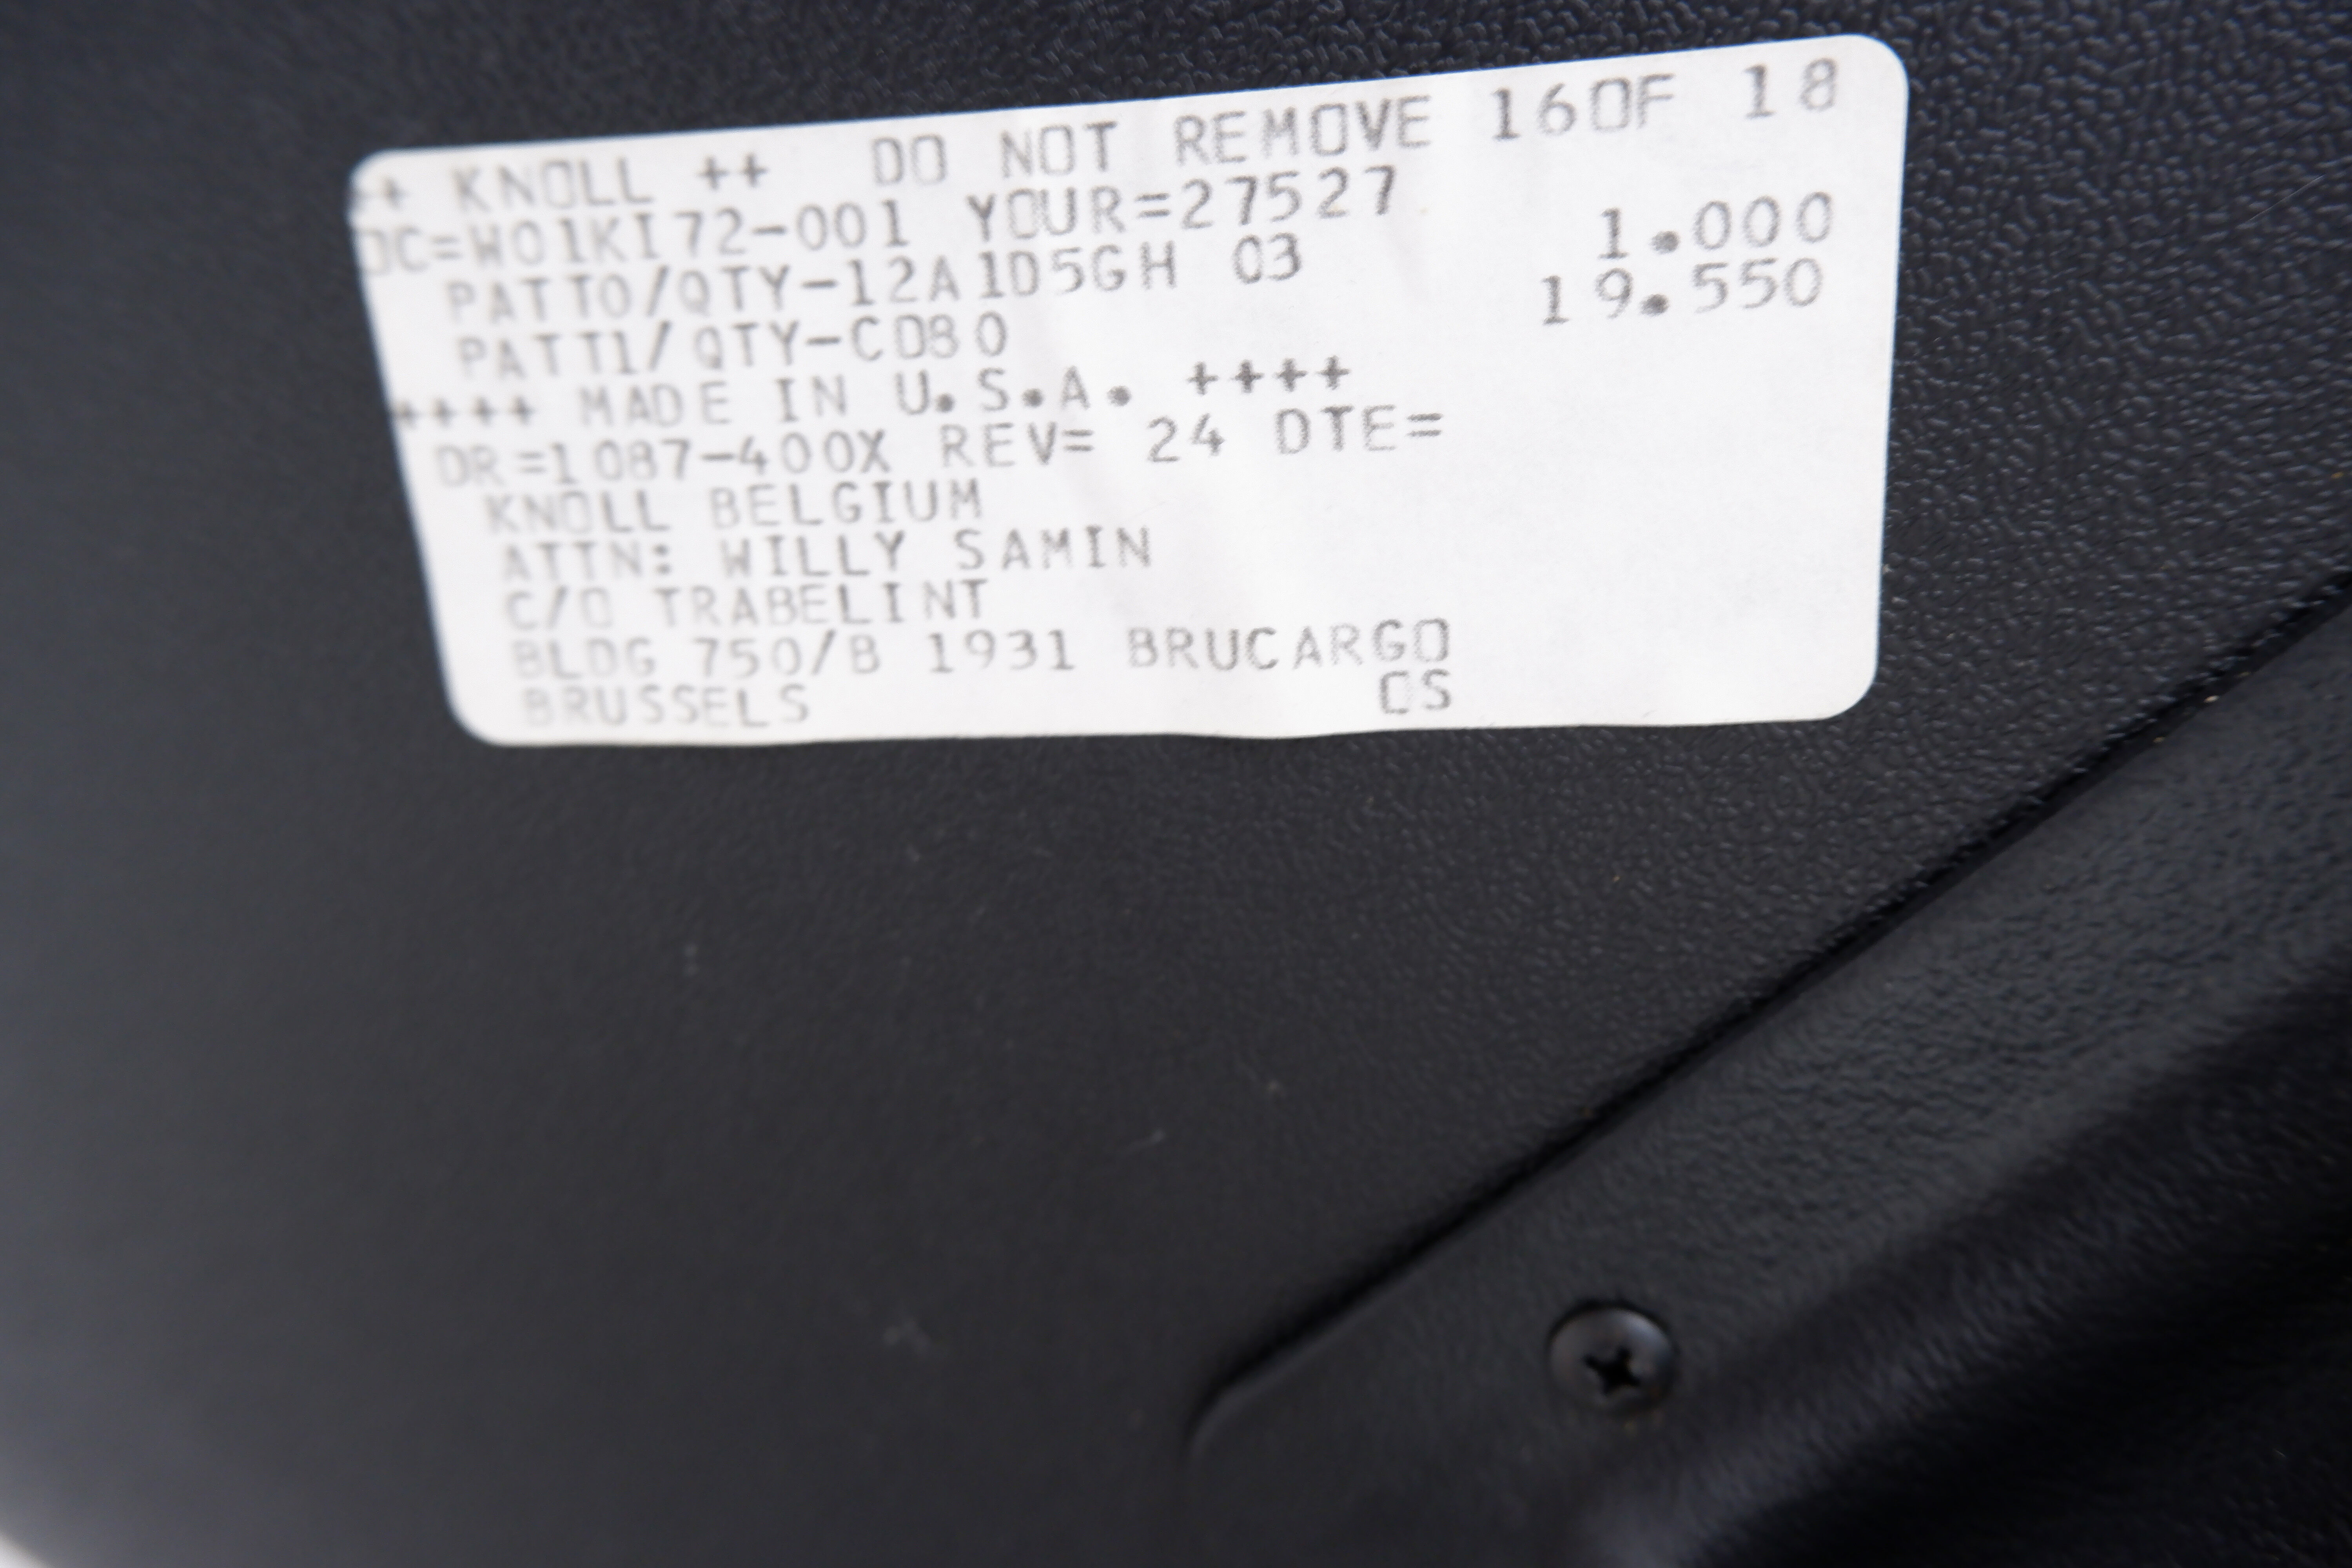 ++ KNOLL ++ DO NOT REMOVE 16OF 18
OC=W01KI72-001 YOUR=27527
PATT0/QTY-12A1D5GH 03 1.000
PATT1/QTY-CD80 19.550
++++ MADE IN U.S.A. ++++
DR=1087-400X REV= 24 DTE=
KNOLL BELGIUM
ATTN: WILLY SAMIN
C/O TRABELINT
BLDG 750/B 1931 BRUCARGO
BRUSSELS CS